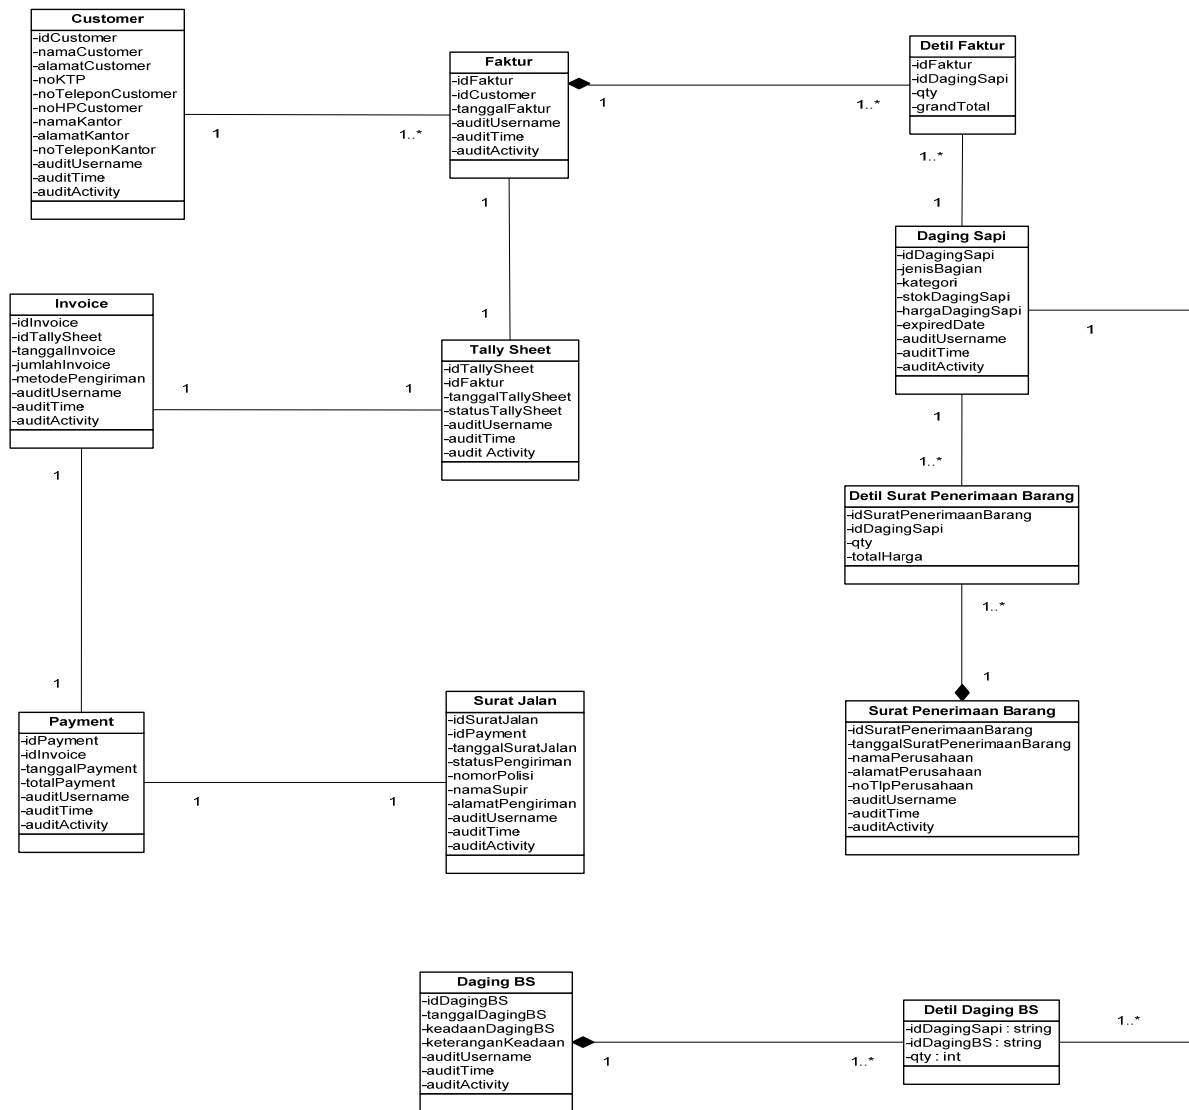 Customer
-idCustomer
-namaCustomer
-alamatCustomer
-noKTP
-noTeleponCustomer
-noHPCustomer
-namaKantor
-alamatKantor
-noTeleponKantor
-auditUsername
-auditTime
-auditActivity
1
1..*
Faktur
-idFaktur
-idCustomer
-tanggalFaktur
-auditUsername
-auditTime
-auditActivity
1
1..*
Detil Faktur
-idFaktur
-idDagingSapi
-qty
-grandTotal
1..*
1
1
1
Daging Sapi
-idDagingSapi
-jenisBagian
-kategori
-stokDagingSapi
-hargaDagingSapi
-expiredDate
-auditUsername
-auditTime
-auditActivity
1
Invoice
-idInvoice
-idTallySheet
-tanggalInvoice
-jumlahInvoice
-metodePengiriman
-auditUsername
-auditTime
-auditActivity
1
1
Tally Sheet
-idTallySheet
-idFaktur
-tanggalTallySheet
-statusTallySheet
-auditUsername
-auditTime
-audit Activity
1
1..*
Detil Surat Penerimaan Barang
-idSuratPenerimaanBarang
-idDagingSapi
-qty
-totalHarga
1
1
1..*
1
Payment
-idPayment
-idInvoice
-tanggalPayment
-totalPayment
-auditUsername
-auditTime
-auditActivity
1
1
Surat Jalan
-idSuratJalan
-idPayment
-tanggalSuratJalan
-statusPengiriman
-nomorPolisi
-namaSupir
-alamatPengiriman
-auditUsername
-auditTime
-auditActivity
Surat Penerimaan Barang
-idSuratPenerimaanBarang
-tanggalSuratPenerimaanBarang
-namaPerusahaan
-alamatPerusahaan
-noTlpPerusahaan
-auditUsername
-auditTime
-auditActivity
Daging BS
-idDagingBS
-tanggalDagingBS
-keadaanDagingBS
-keteranganKeadaan
-auditUsername
-auditTime
-auditActivity
1
1..*
Detil Daging BS
-idDagingSapi : string
-idDagingBS : string
-qty : int
1..*